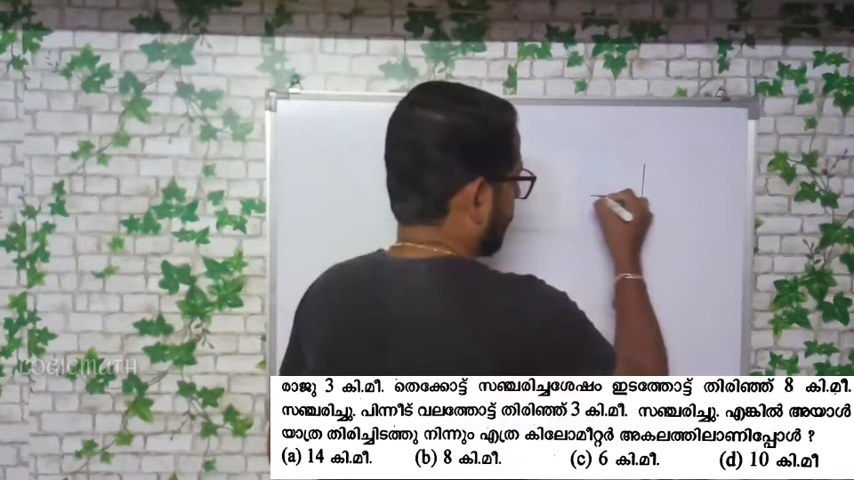 LOGICMATH
രാജു 3 കി.മീ. തെക്കോട്ട് സഞ്ചരിച്ചശേഷം ഇടത്തോട്ട് തിരിഞ്ഞ് 8 കി.മീ.
സഞ്ചരിച്ചു. പിന്നീട് വലത്തോട്ട് തിരിഞ്ഞ് 3 കി.മീ. സഞ്ചരിച്ചു. എങ്കിൽ അയാൾ
യാത്ര തിരിച്ചിടത്തു നിന്നും എത്ര കിലോമീറ്റർ അകലത്തിലാണിപ്പോൾ ?
(a) 14 കി.മീ. (b) 8 കി.മീ. (c) 6 കി.മീ. (d) 10 കി.മീ